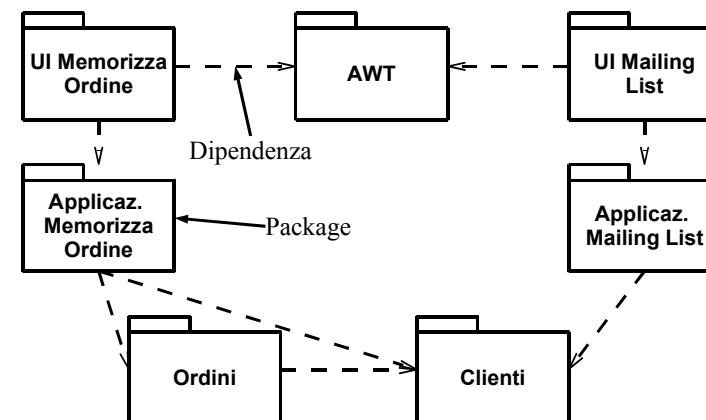 UI Memorizza
Ordine
AWT
UI Mailing
List
Dipendenza
Applicaz.
Memorizza
Ordine
Package
Applicaz.
Mailing List
Ordini
Clienti